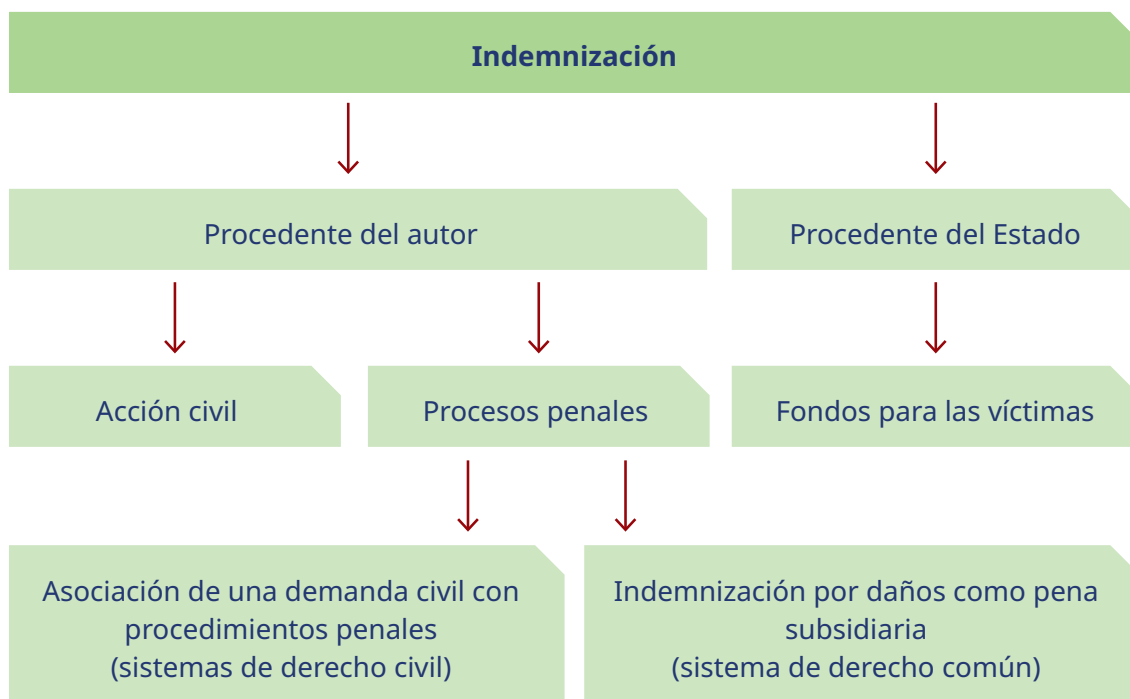 Indemnización
Procedente del autor
Procedente del Estado
Acción civil
Procesos penales
Fondos para las víctimas
Asociación de una demanda civil con
procedimientos penales
(sistemas de derecho civil)
Indemnización por daños como pena
subsidiaria
(sistema de derecho común)